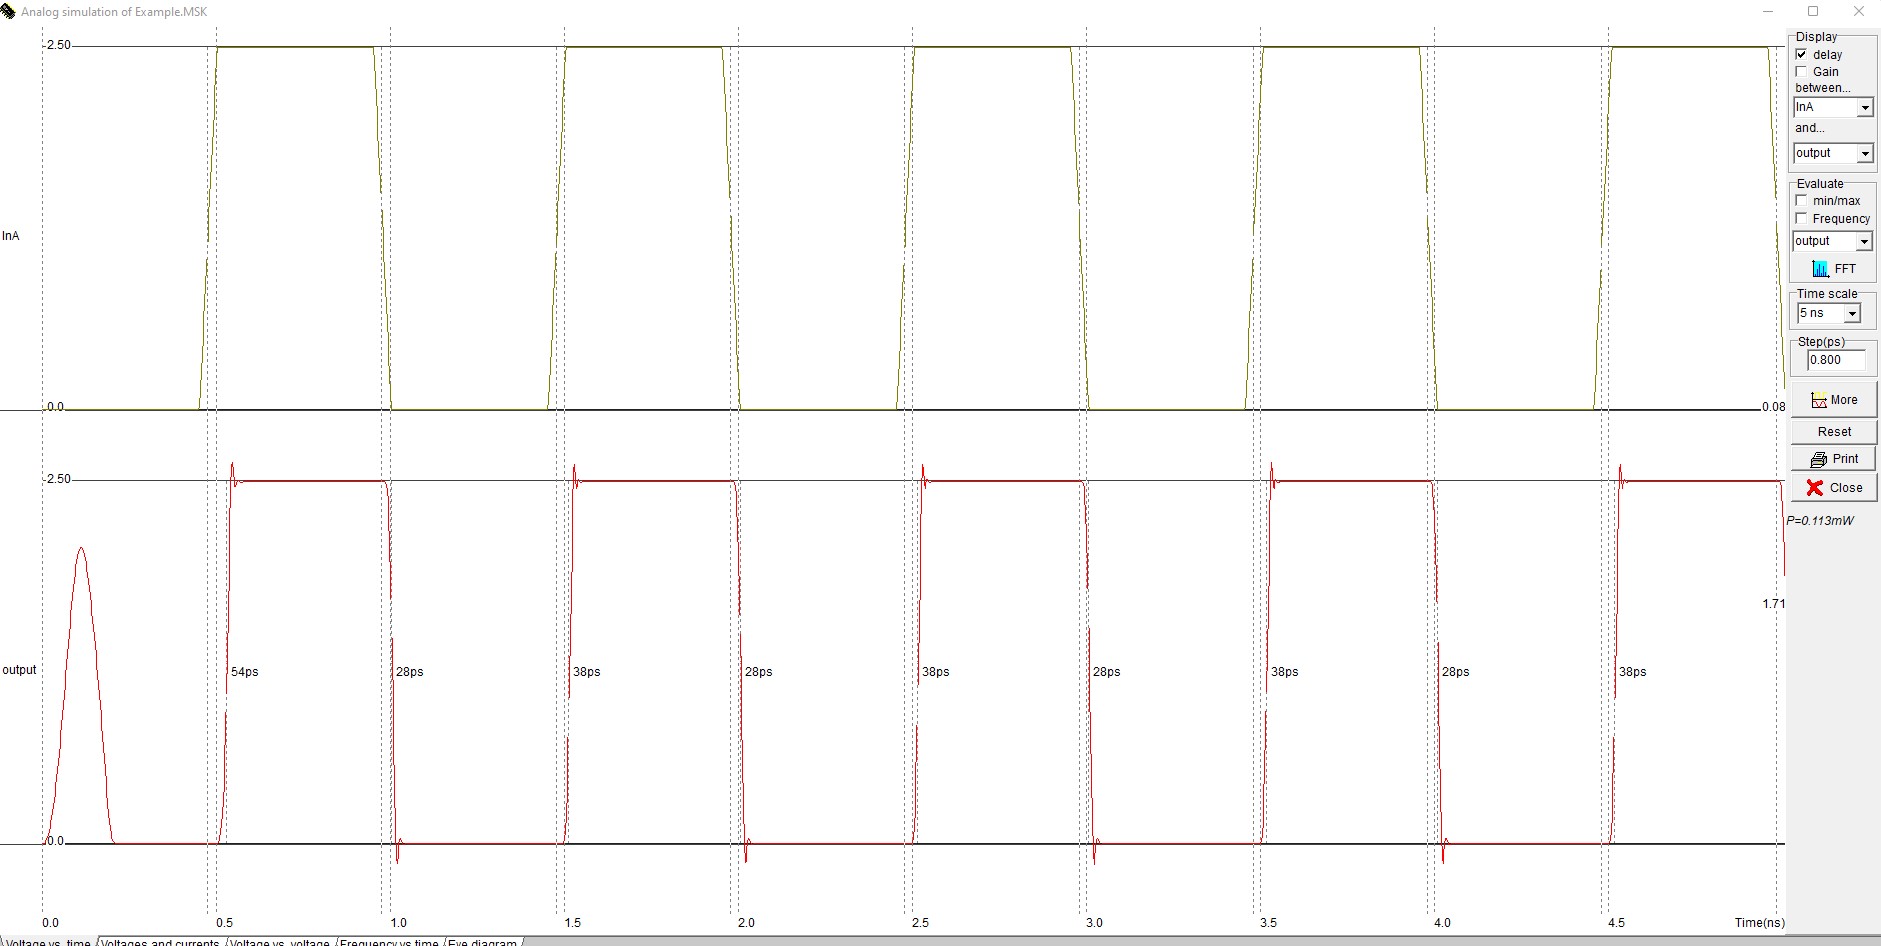 Analog simulation of Example.MSK
2.50
InA
0.0
0.08
2.50
1.71
output
54ps
28ps
38ps
28ps
38ps
28ps
38ps
28ps
38ps
0.0
0.0
0.5
1.0
1.5
2.0
2.5
3.0
3.5
4.0
4.5
Time(ns)
Voltage vs. time
Voltages and currents
Voltage vs. voltage
Frequency vs time
Eye diagram
Display
delay
Gain
between...
InA
and...
output
Evaluate
min/max
Frequency
output
FFT
Time scale
5 ns
Step(ps)
0.800
More
Reset
Print
Close
P=0.113mW